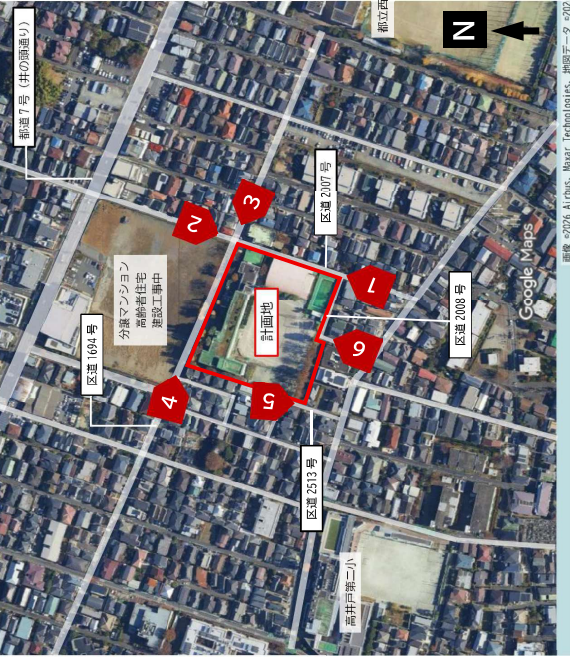 都立西
N
都道7号（井の頭通り）
区道2007号
分譲マンション
高齢者住宅
建設工事中
区道1694号
計画地
区道2008号
区道2513号
高井戸第二小
1
2
3
4
5
6
Google Maps
画像 ©2026 Airbus、Maxar Technologies、地図データ ©202